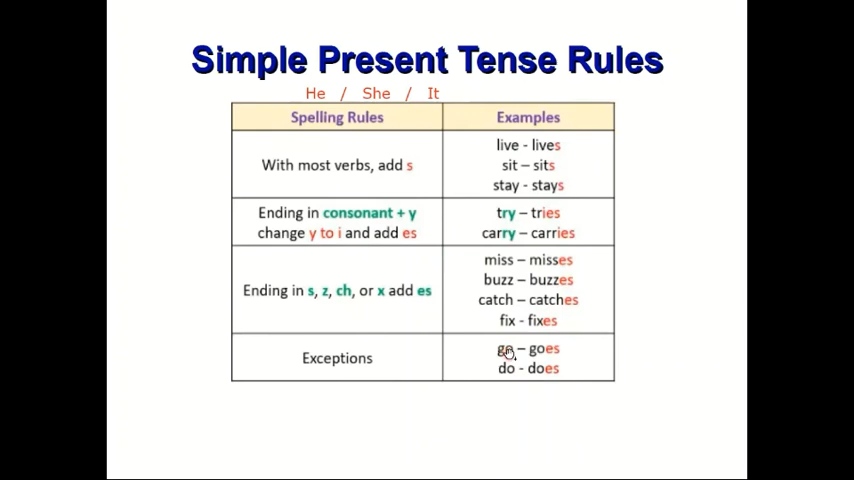 Simple Present Tense Rules
He / She / It
Spelling Rules
Examples
With most verbs, add s
live - lives
sit – sits
stay - stays
Ending in consonant + y
change y to i and add es
try – tries
carry – carries
Ending in s, z, ch, or x add es
miss – misses
buzz – buzzes
catch – catches
fix - fixes
Exceptions
go – goes
do - does